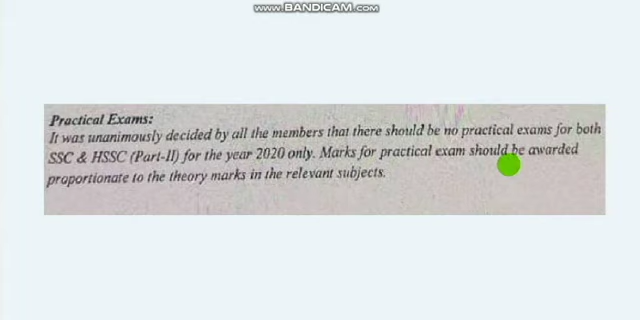 www.BANDICAM.com
Practical Exams:
It was unanimously decided by all the members that there should be no practical exams for both
SSC & HSSC (Part-II) for the year 2020 only. Marks for practical exam should be awarded
proportionate to the theory marks in the relevant subjects.